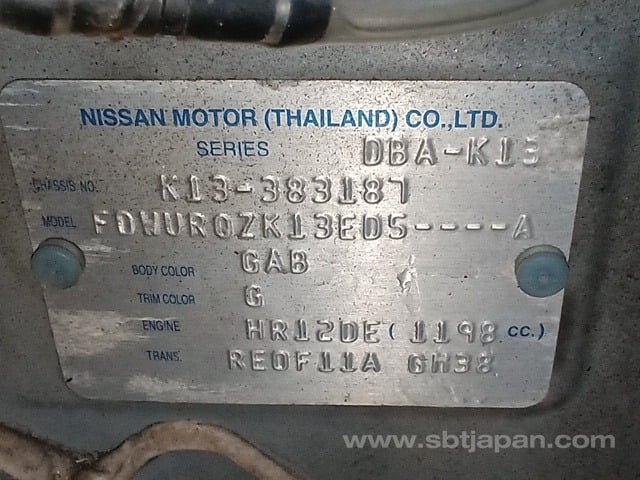 NISSAN MOTOR (THAILAND) CO.,LTD.
SERIES DBA-K13
CHASSIS NO. K13-383187
MODEL FDWUROZK13EDS----A
BODY COLOR GAB
TRIM COLOR G
ENGINE HR12DE ( 1198 CC.)
TRANS. RE0F11A GH38
www.sbtjapan.com